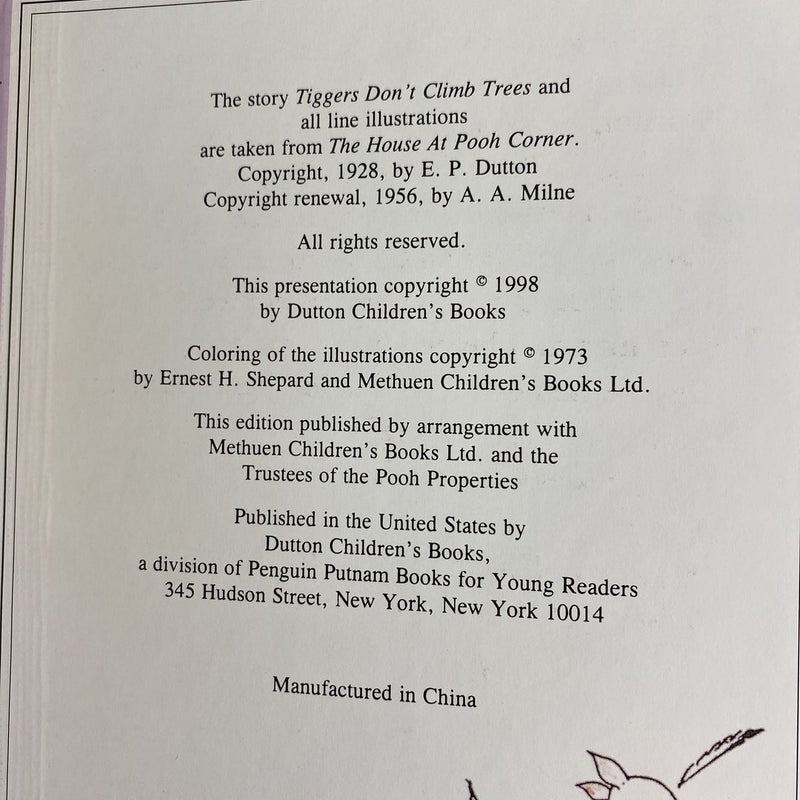 The story Tiggers Don't Climb Trees and
all line illustrations
are taken from The House At Pooh Corner.
Copyright, 1928, by E. P. Dutton
Copyright renewal, 1956, by A. A. Milne
All rights reserved.
This presentation copyright © 1998
by Dutton Children's Books
Coloring of the illustrations copyright © 1973
by Ernest H. Shepard and Methuen Children's Books Ltd.
This edition published by arrangement with
Methuen Children's Books Ltd. and the
Trustees of the Pooh Properties
Published in the United States by
Dutton Children's Books,
a division of Penguin Putnam Books for Young Readers
345 Hudson Street, New York, New York 10014
Manufactured in China